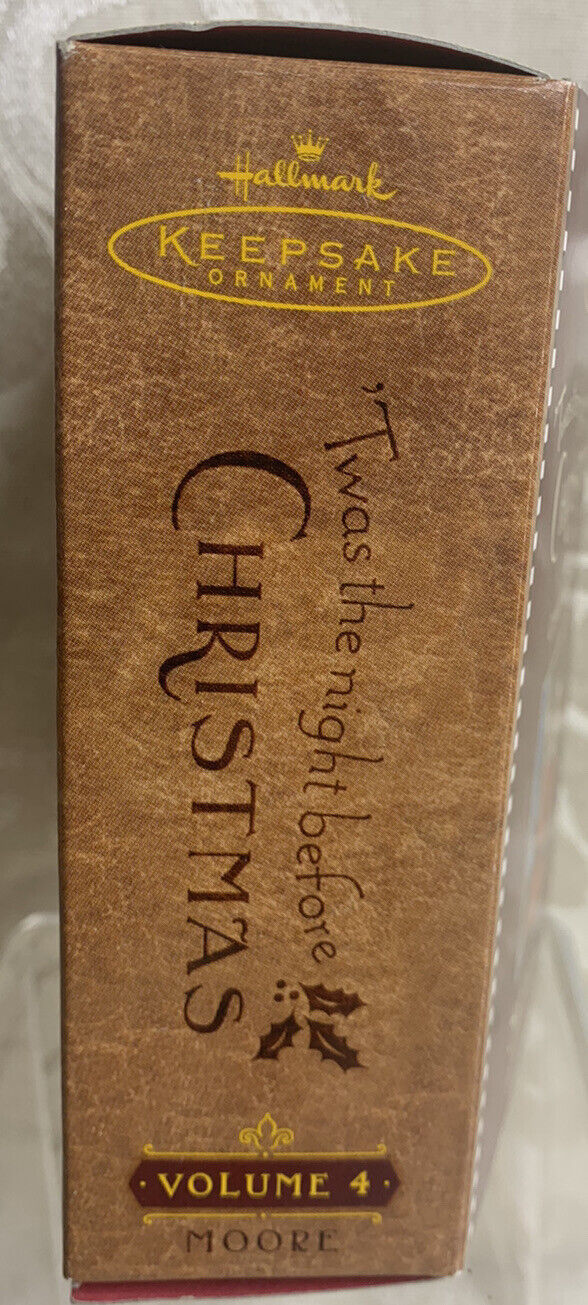 Hallmark
KEEPSAKE
ORNAMENT
'Twas the night before
CHRISTMAS
· VOLUME 4 ·
MOORE